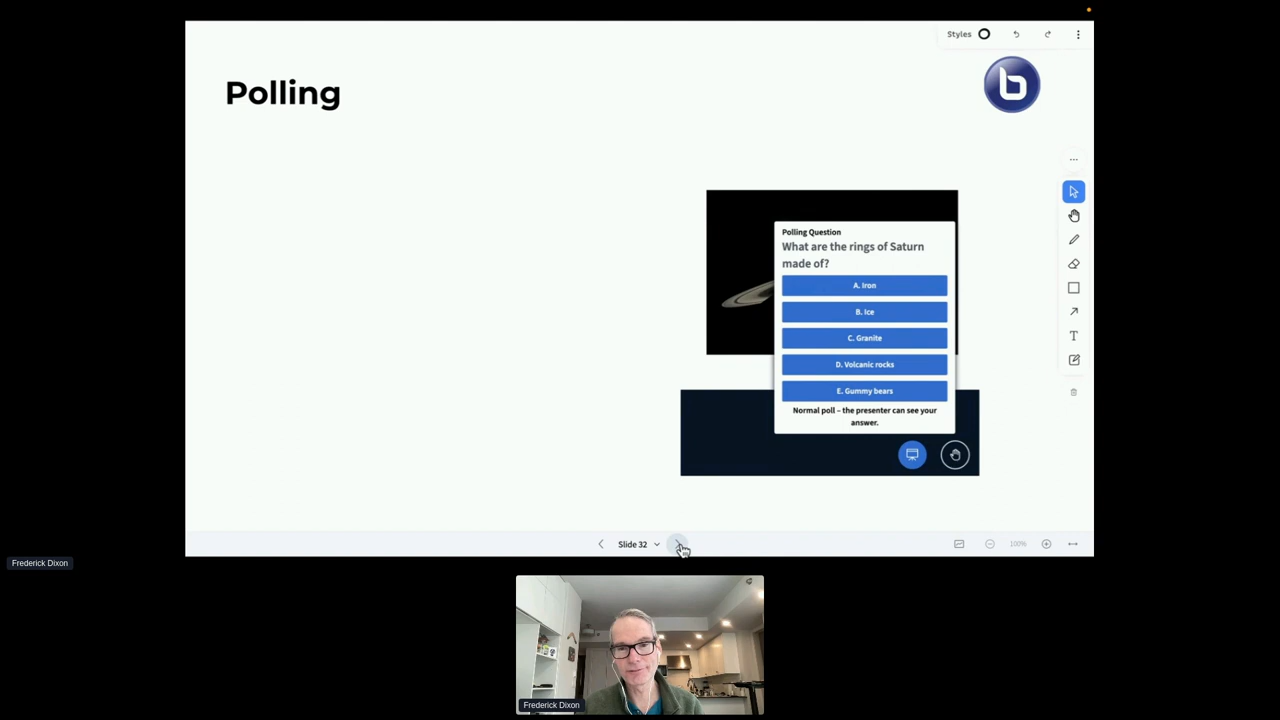 Styles
Polling
Polling Question
What are the rings of Saturn
made of?
A. Iron
B. Ice
C. Granite
D. Volcanic rocks
E. Gummy bears
Normal poll – the presenter can see your
answer.
Slide 32
100%
Frederick Dixon
Frederick Dixon